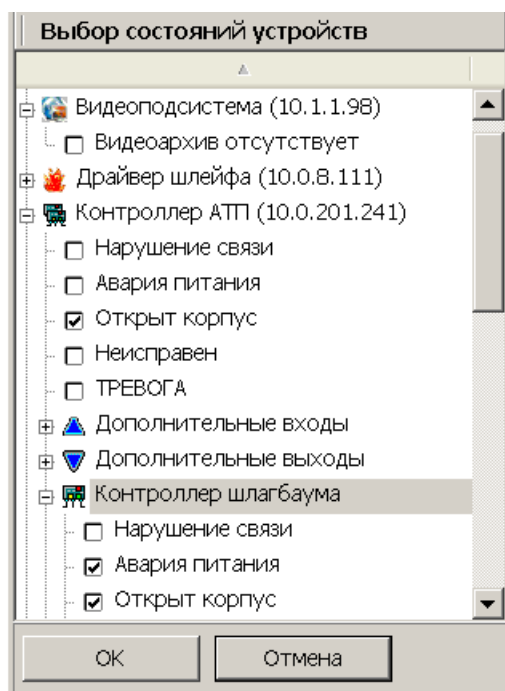 Выбор состояний устройств
Видеоподсистема (10.1.1.98)
Видеоархив отсутствует
Драйвер шлейфа (10.0.8.111)
Контроллер АТП (10.0.201.241)
Нарушение связи
Авария питания
Открыт корпус
Неисправен
ТРЕВОГА
Дополнительные входы
Дополнительные выходы
Контроллер шлагбаума
Нарушение связи
Авария питания
Открыт корпус
ОК
Отмена